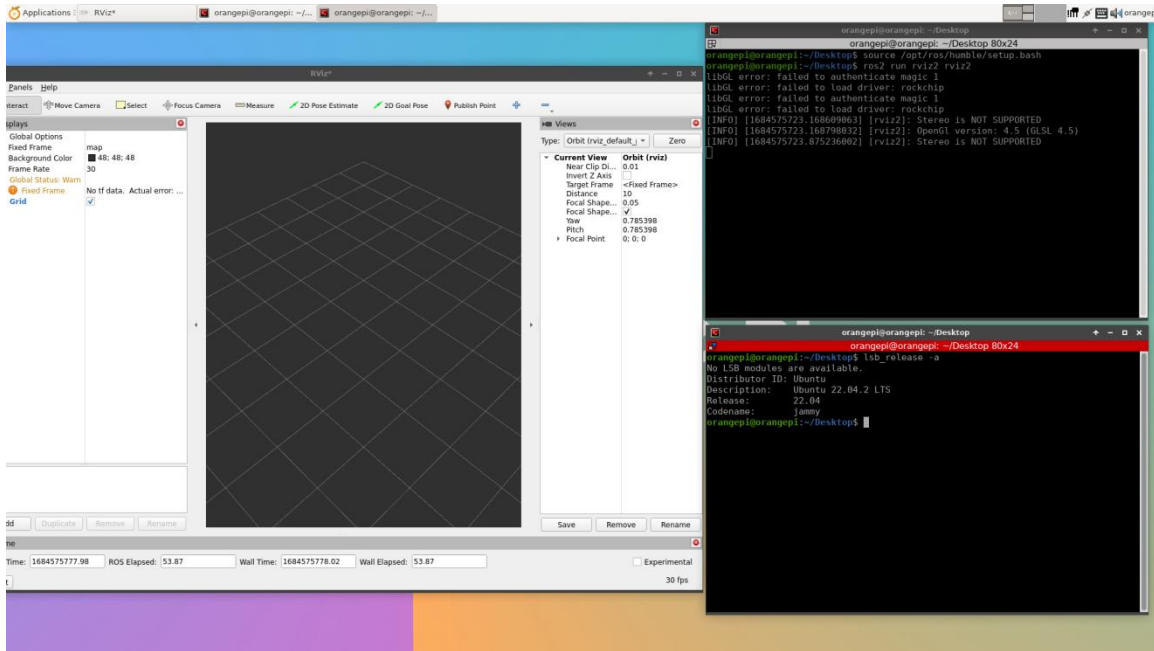 Applications RViz* orangepi@orangepi: ~/... orangepi@orangepi: ~/...
RViz*
Panels Help
Interact Move Camera Select Focus Camera Measure 2D Pose Estimate 2D Goal Pose Publish Point
splays
Global Options
Fixed Frame map
Background Color 48; 48; 48
Frame Rate 30
Global Status: Warn
Fixed Frame No tf data. Actual error: ...
Grid
dd Duplicate Remove Rename
Views
Type: Orbit (rviz_default_ Zero
Current View Orbit (rviz)
Near Clip Di... 0.01
Invert Z Axis
Target Frame <Fixed Frame>
Distance 10
Focal Shape... 0.05
Focal Shape...
Yaw 0.785398
Pitch 0.785398
Focal Point 0; 0; 0
Save Remove Rename
me
Time: 1684575777.98 ROS Elapsed: 53.87 Wall Time: 1684575778.02 Wall Elapsed: 53.87 Experimental
t 30 fps
orangepi@orangepi: ~/Desktop
orangepi@orangepi: ~/Desktop 80x24
orangepi@orangepi:~/Desktop$ source /opt/ros/humble/setup.bash
orangepi@orangepi:~/Desktop$ ros2 run rviz2 rviz2
libGL error: failed to authenticate magic 1
libGL error: failed to load driver: rockchip
libGL error: failed to authenticate magic 1
libGL error: failed to load driver: rockchip
[INFO] [1684575723.168609063] [rviz2]: Stereo is NOT SUPPORTED
[INFO] [1684575723.168798032] [rviz2]: OpenGl version: 4.5 (GLSL 4.5)
[INFO] [1684575723.875236002] [rviz2]: Stereo is NOT SUPPORTED
orangepi@orangepi: ~/Desktop
orangepi@orangepi: ~/Desktop 80x24
orangepi@orangepi:~/Desktop$ lsb_release -a
No LSB modules are available.
Distributor ID: Ubuntu
Description: Ubuntu 22.04.2 LTS
Release: 22.04
Codename: jammy
orangepi@orangepi:~/Desktop$